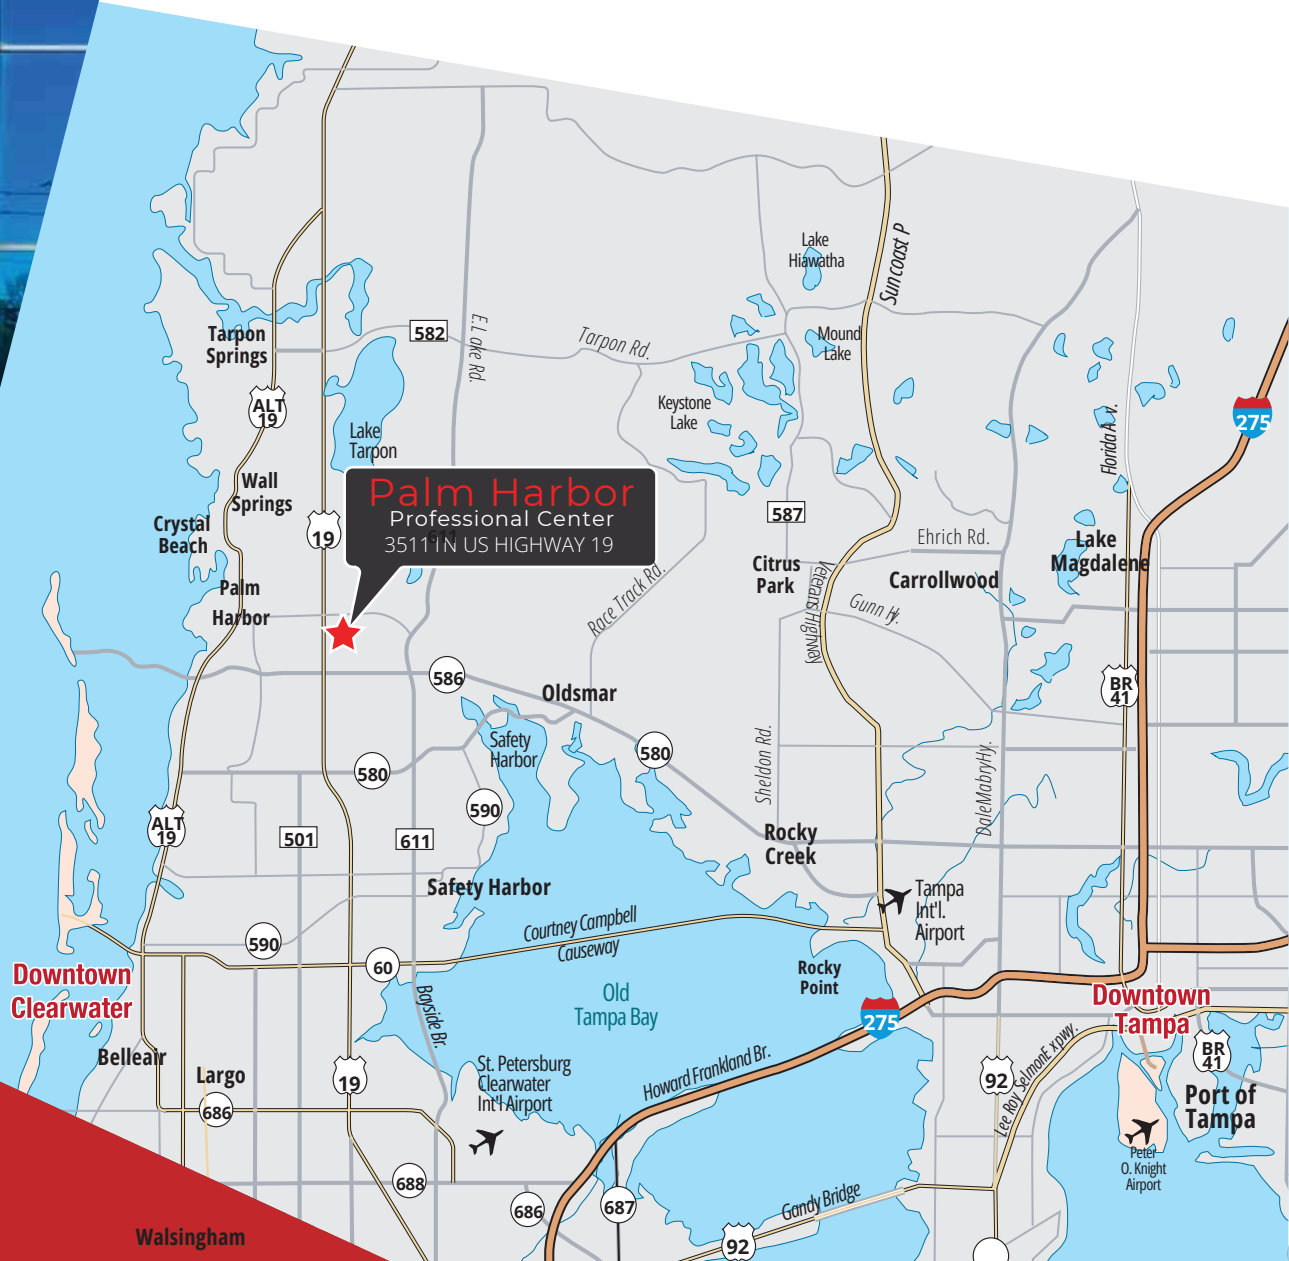 Lake
Hiawatha
Suncoast P
Tarpon
Springs
582
E.L Lake Rd.
Tarpon Rd.
Mound
Lake
ALT
19
Keystone
Lake
275
Florida A v.
Lake
Tarpon
Wall
Springs
Palm Harbor
Professional Center
35111N US HIGHWAY 19
611
19
Crystal
Beach
587
Ehrich Rd.
Lake
Magdalene
Citrus
Park
Carrollwood
Veterans Highway
Gunn Hy.
Race Track Rd.
Palm
Harbor
586
Oldsmar
BR
41
Safety
Harbor
580
580
Sheldon Rd.
DaleMabryHy.
590
ALT
19
501
611
Rocky
Creek
Safety Harbor
Tampa
Int'l.
Airport
Courtney Campbell
Causeway
590
60
Rocky
Point
Downtown
Clearwater
Old
Tampa Bay
Bayside Br.
275
Downtown
Tampa
Belleair
Largo
19
St. Petersburg
Clearwater
Int'l Airport
Howard Frankland Br.
92
Lee Roy SelmonE xpwy.
BR
41
Port of
Tampa
686
Peter
O. Knight
Airport
688
686
687
Gandy Bridge
92
Walsingham